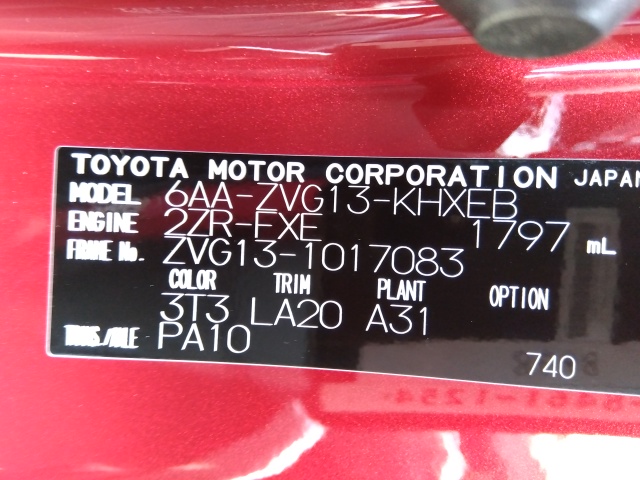 TOYOTA MOTOR CORPORATION JAPAN
MODEL 6AA-ZVG13-KHXEB
ENGINE 2ZR-FXE 1797 mL
FRAME No. ZVG13-1017083
COLOR TRIM PLANT OPTION
3T3 LA20 A31
TRANS./AXLE PA10
740